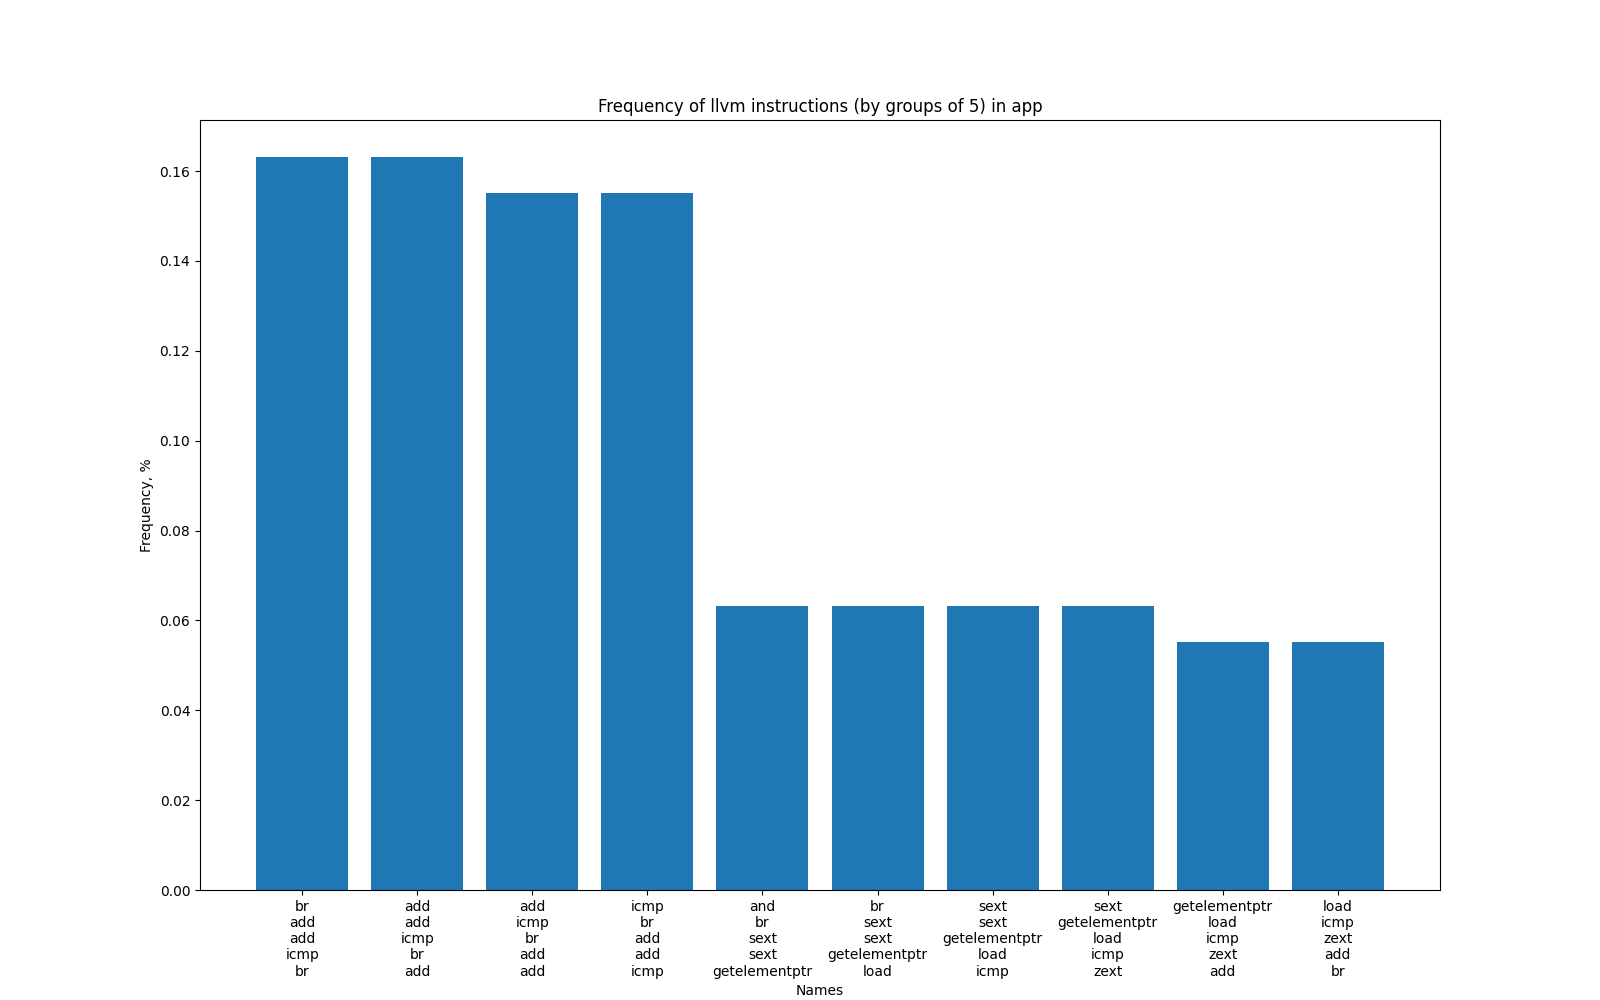 Frequency of llvm instructions (by groups of 5) in app
Frequency, %
0.16
0.14
0.12
0.10
0.08
0.06
0.04
0.02
0.00
br add add icmp and br sext sext getelementptr load
add add icmp br br sext sext getelementptr load icmp
add icmp br add sext sext getelementptr load icmp zext
icmp br add add sext getelementptr load icmp zext add
br add add icmp getelementptr load icmp zext add br
Names